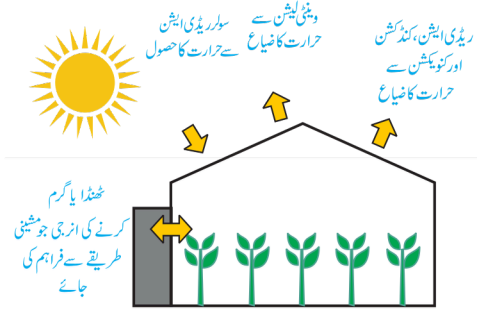 سولر ریڈی ایشن
سے حرارت کا حصول
وینٹی لیشن سے
حرارت کا ضیاع
ریڈی ایشن، کنڈکشن
اور کنویکشن سے
حرارت کا ضیاع
ٹھنڈا یا گرم
کرنے کی انرجی جو مشینی
طریقے سے فراہم کی
جائے